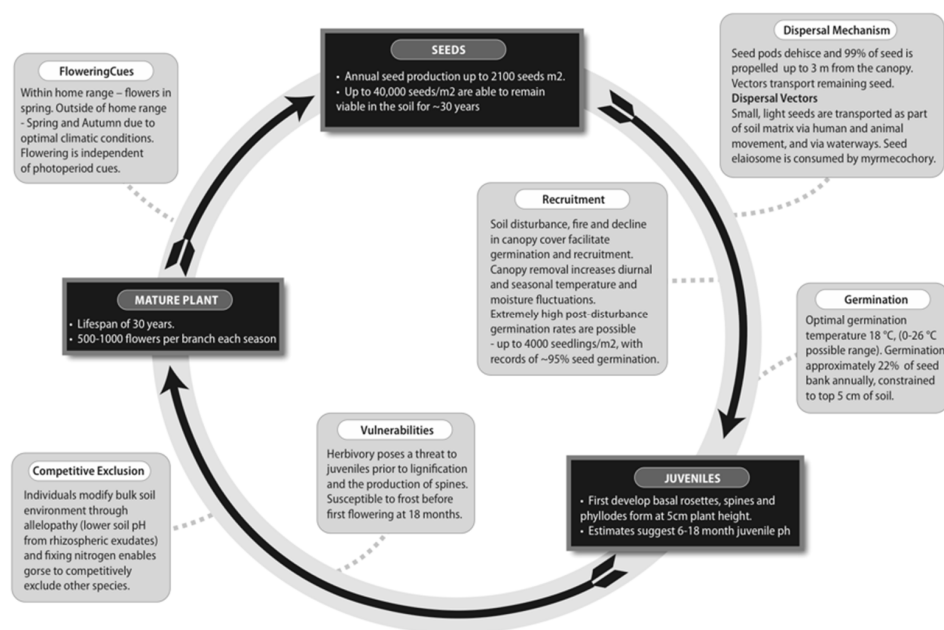 SEEDS
• Annual seed production up to 2100 seeds m2.
• Up to 40,000 seeds/m2 are able to remain
viable in the soil for ~30 years
Dispersal Mechanism
Seed pods dehisce and 99% of seed is
propelled up to 3 m from the canopy.
Vectors transport remaining seed.
Dispersal Vectors
Small, light seeds are transported as part
of soil matrix via human and animal
movement, and via waterways. Seed
elaiosome is consumed by myrmecochory.
Recruitment
Soil disturbance, fire and decline
in canopy cover facilitate
germination and recruitment.
Canopy removal increases diurnal
and seasonal temperature and
moisture fluctuations.
Extremely high post-disturbance
germination rates are possible
- up to 4000 seedlings/m2, with
records of ~95% seed germination.
Germination
Optimal germination
temperature 18 °C, (0-26 °C
possible range). Germination
approximately 22% of seed
bank annually, constrained
to top 5 cm of soil.
JUVENILES
• First develop basal rosettes, spines and
phyllodes form at 5cm plant height.
• Estimates suggest 6-18 month juvenile ph
Vulnerabilities
Herbivory poses a threat to
juveniles prior to lignification
and the production of spines.
Susceptible to frost before
first flowering at 18 months.
Competitive Exclusion
Individuals modify bulk soil
environment through
allelopathy (lower soil pH
from rhizospheric exudates)
and fixing nitrogen enables
gorse to competitively
exclude other species.
MATURE PLANT
• Lifespan of 30 years.
• 500-1000 flowers per branch each season
FloweringCues
Within home range – flowers in
spring. Outside of home range
- Spring and Autumn due to
optimal climatic conditions.
Flowering is independent
of photoperiod cues.